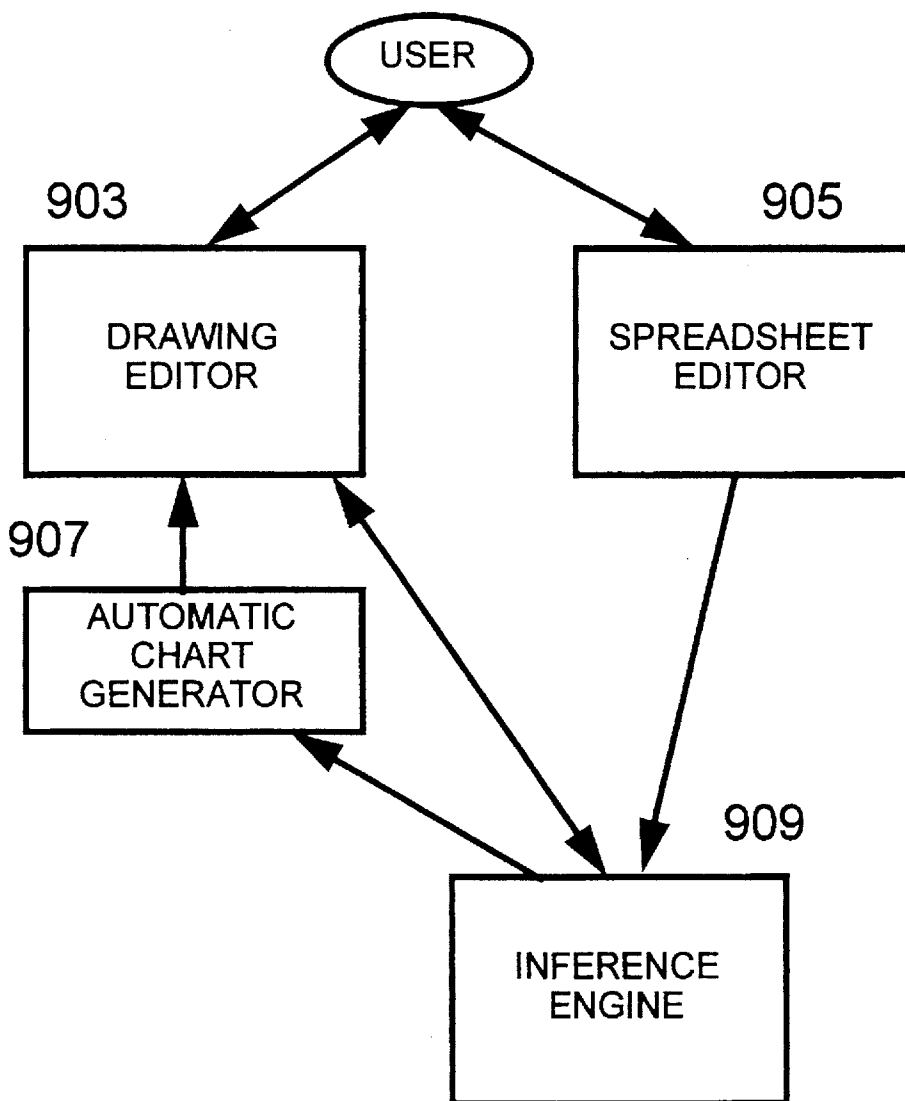 USER
903
905
DRAWING
EDITOR
SPREADSHEET
EDITOR
907
AUTOMATIC
CHART
GENERATOR
909
INFERENCE
ENGINE